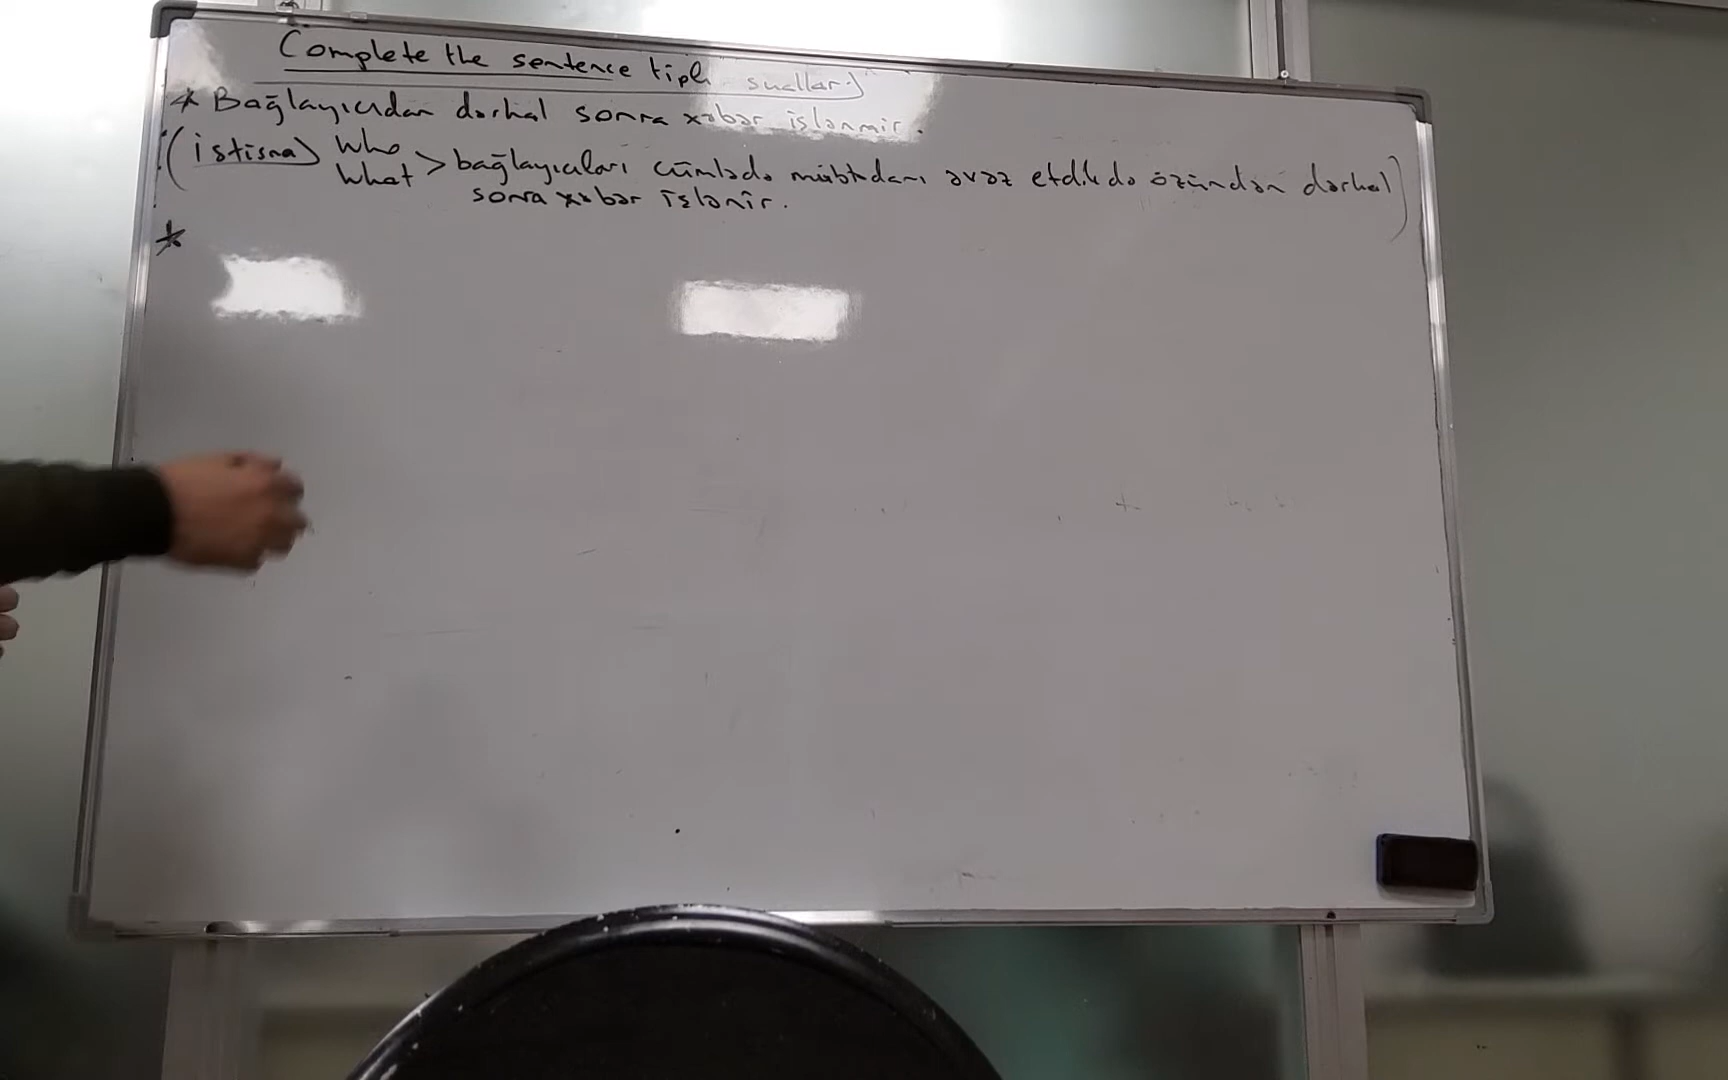 Complete the sentence tipli suallar
* Bağlayıcıdan dərhal sonra xəbər işlənmir.
(istisna) Who
What > bağlayıcıları cümlədə mübtədanı əvəz etdikdə özündən dərhal
sonra xəbər işlənir.)
*